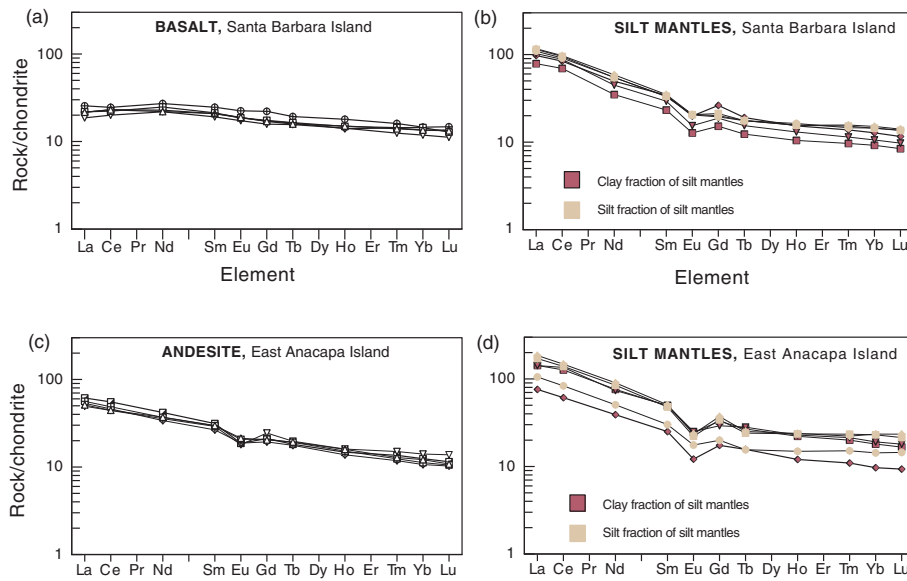 (a)
BASALT, Santa Barbara Island
100
10
1
Rock/chondrite
La Ce Pr Nd Sm Eu Gd Tb Dy Ho Er Tm Yb Lu
Element
(b)
SILT MANTLES, Santa Barbara Island
100
10
1
Clay fraction of silt mantles
Silt fraction of silt mantles
La Ce Pr Nd Sm Eu Gd Tb Dy Ho Er Tm Yb Lu
Element
(c)
ANDESITE, East Anacapa Island
100
10
1
Rock/chondrite
La Ce Pr Nd Sm Eu Gd Tb Dy Ho Er Tm Yb Lu
(d)
SILT MANTLES, East Anacapa Island
100
10
1
Clay fraction of silt mantles
Silt fraction of silt mantles
La Ce Pr Nd Sm Eu Gd Tb Dy Ho Er Tm Yb Lu